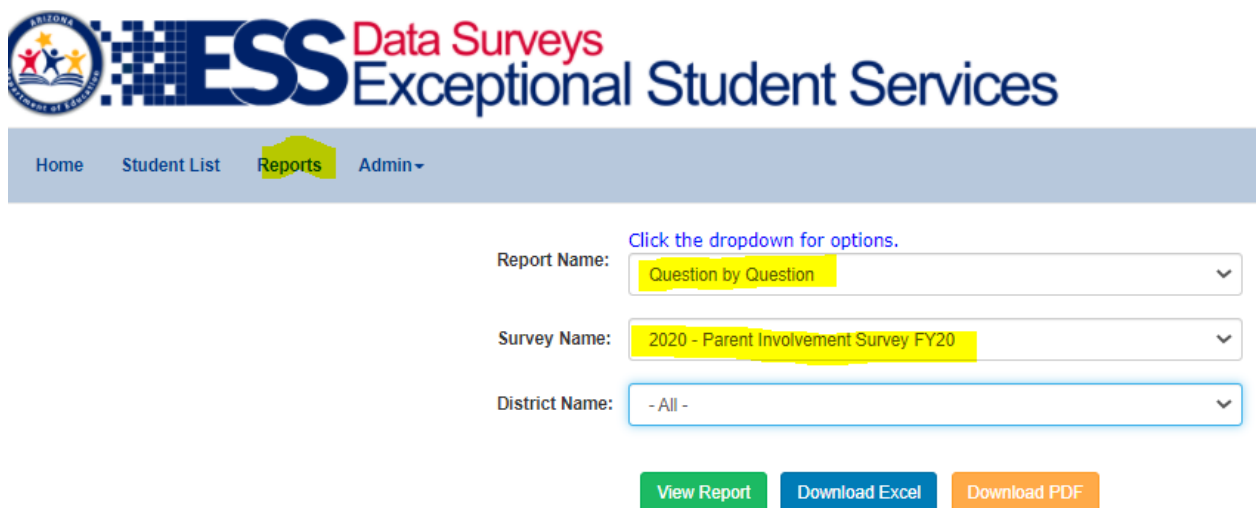 ARIZONA
Department of Education
ESS Data Surveys
Exceptional Student Services
Home Student List Reports Admin
Click the dropdown for options.
Report Name: Question by Question
Survey Name: 2020 - Parent Involvement Survey FY20
District Name: - All -
View Report Download Excel Download PDF